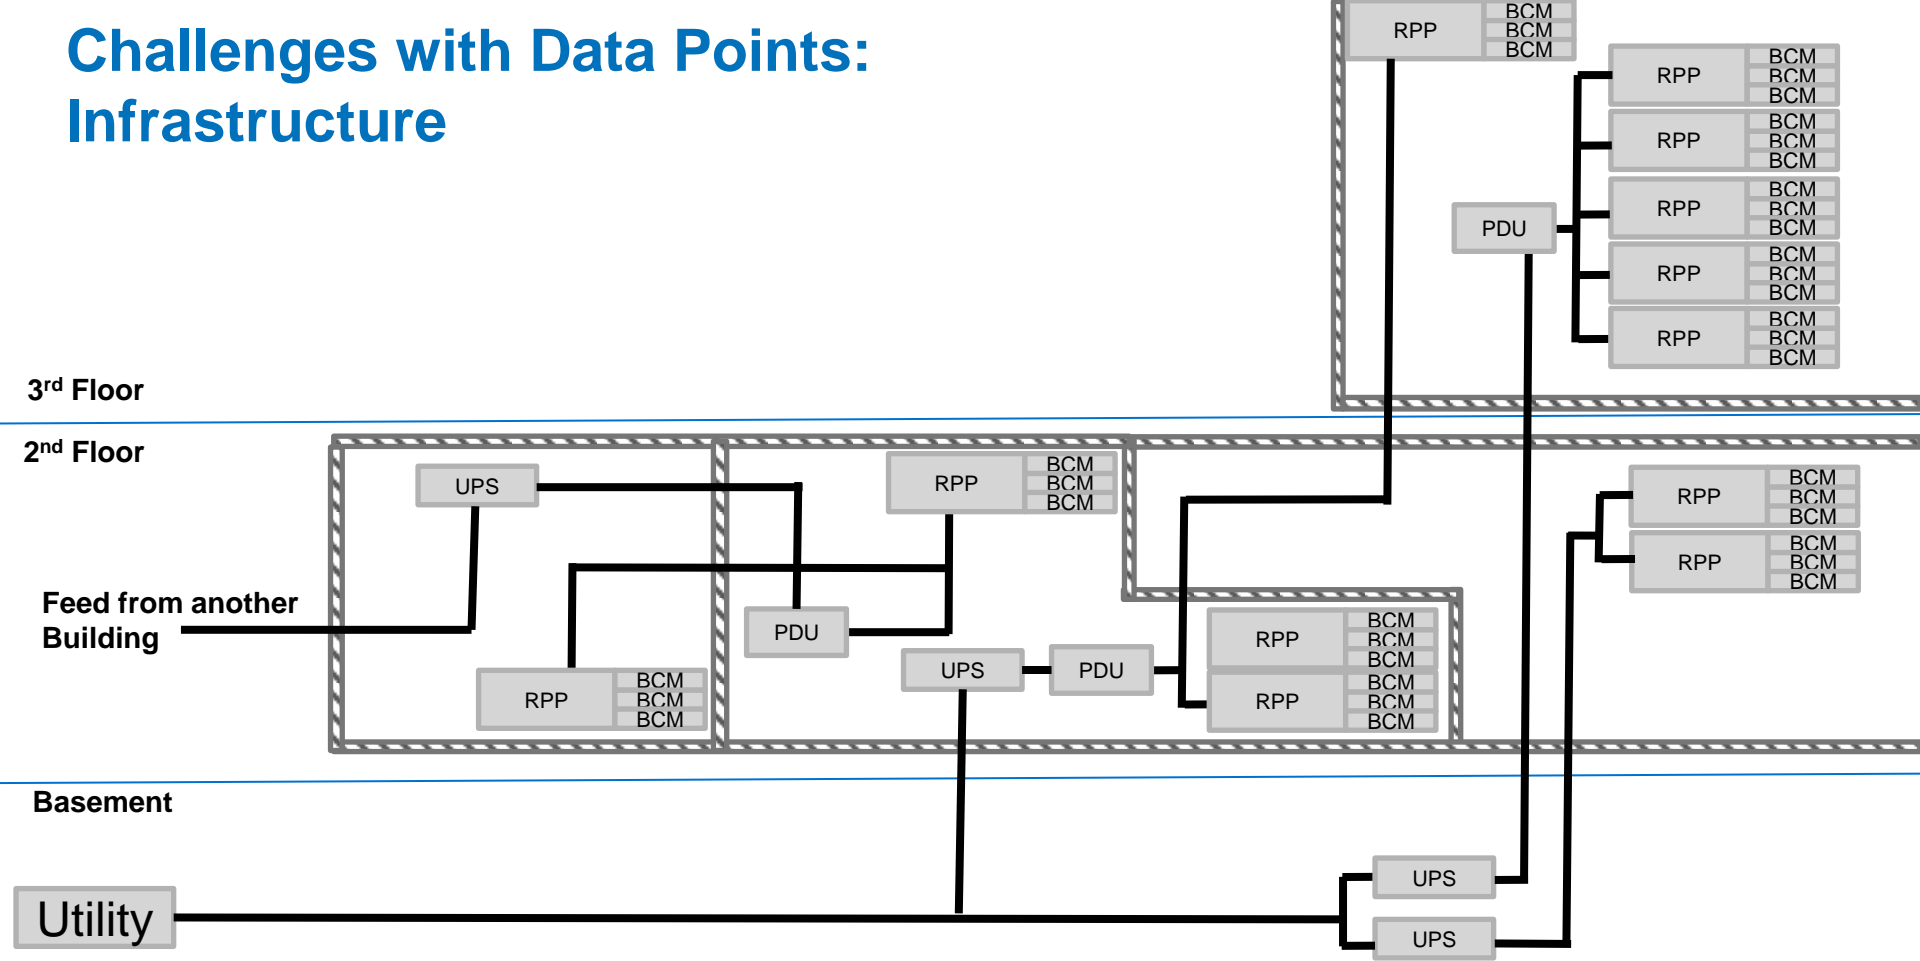 Challenges with Data Points:
Infrastructure
RPP
BCM
BCM
BCM
RPP
BCM
BCM
BCM
RPP
BCM
BCM
BCM
PDU
RPP
BCM
BCM
BCM
RPP
BCM
BCM
BCM
RPP
BCM
BCM
BCM
3rd Floor
2nd Floor
UPS
RPP
BCM
BCM
BCM
RPP
BCM
BCM
BCM
RPP
BCM
BCM
BCM
Feed from another
Building
PDU
RPP
BCM
BCM
BCM
UPS
PDU
RPP
BCM
BCM
BCM
RPP
BCM
BCM
BCM
Basement
UPS
Utility
UPS